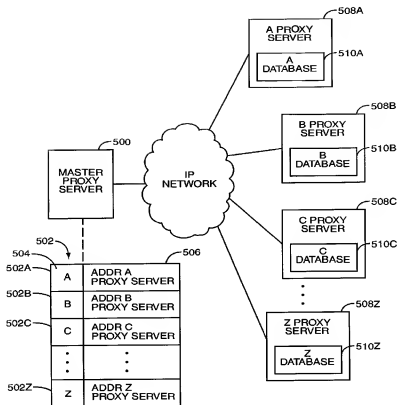 508A
A PROXY
SERVER
510A
A
DATABASE
500
MASTER
PROXY
SERVER
IP
NETWORK
508B
B PROXY
SERVER
510B
B
DATABASE
508C
C PROXY
SERVER
510C
C
DATABASE
508Z
Z PROXY
SERVER
510Z
Z
DATABASE
502
504
506
502A
A
ADDR A
PROXY SERVER
502B
B
ADDR B
PROXY SERVER
502C
C
ADDR C
PROXY SERVER
502Z
Z
ADDR Z
PROXY SERVER